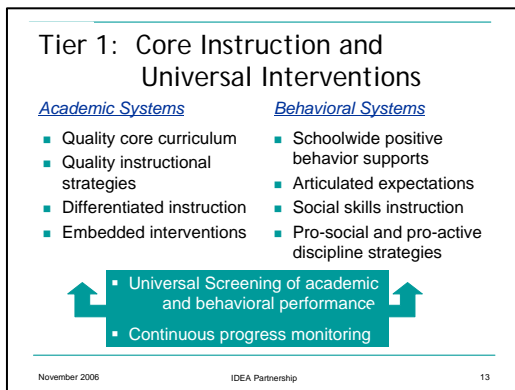 Tier 1: Core Instruction and
Universal Interventions
Academic Systems
▪ Quality core curriculum
▪ Quality instructional
strategies
▪ Differentiated instruction
▪ Embedded interventions
Behavioral Systems
▪ Schoolwide positive
behavior supports
▪ Articulated expectations
▪ Social skills instruction
▪ Pro-social and pro-active
discipline strategies
▪ Universal Screening of academic
and behavioral performance
▪ Continuous progress monitoring
November 2006
IDEA Partnership
13